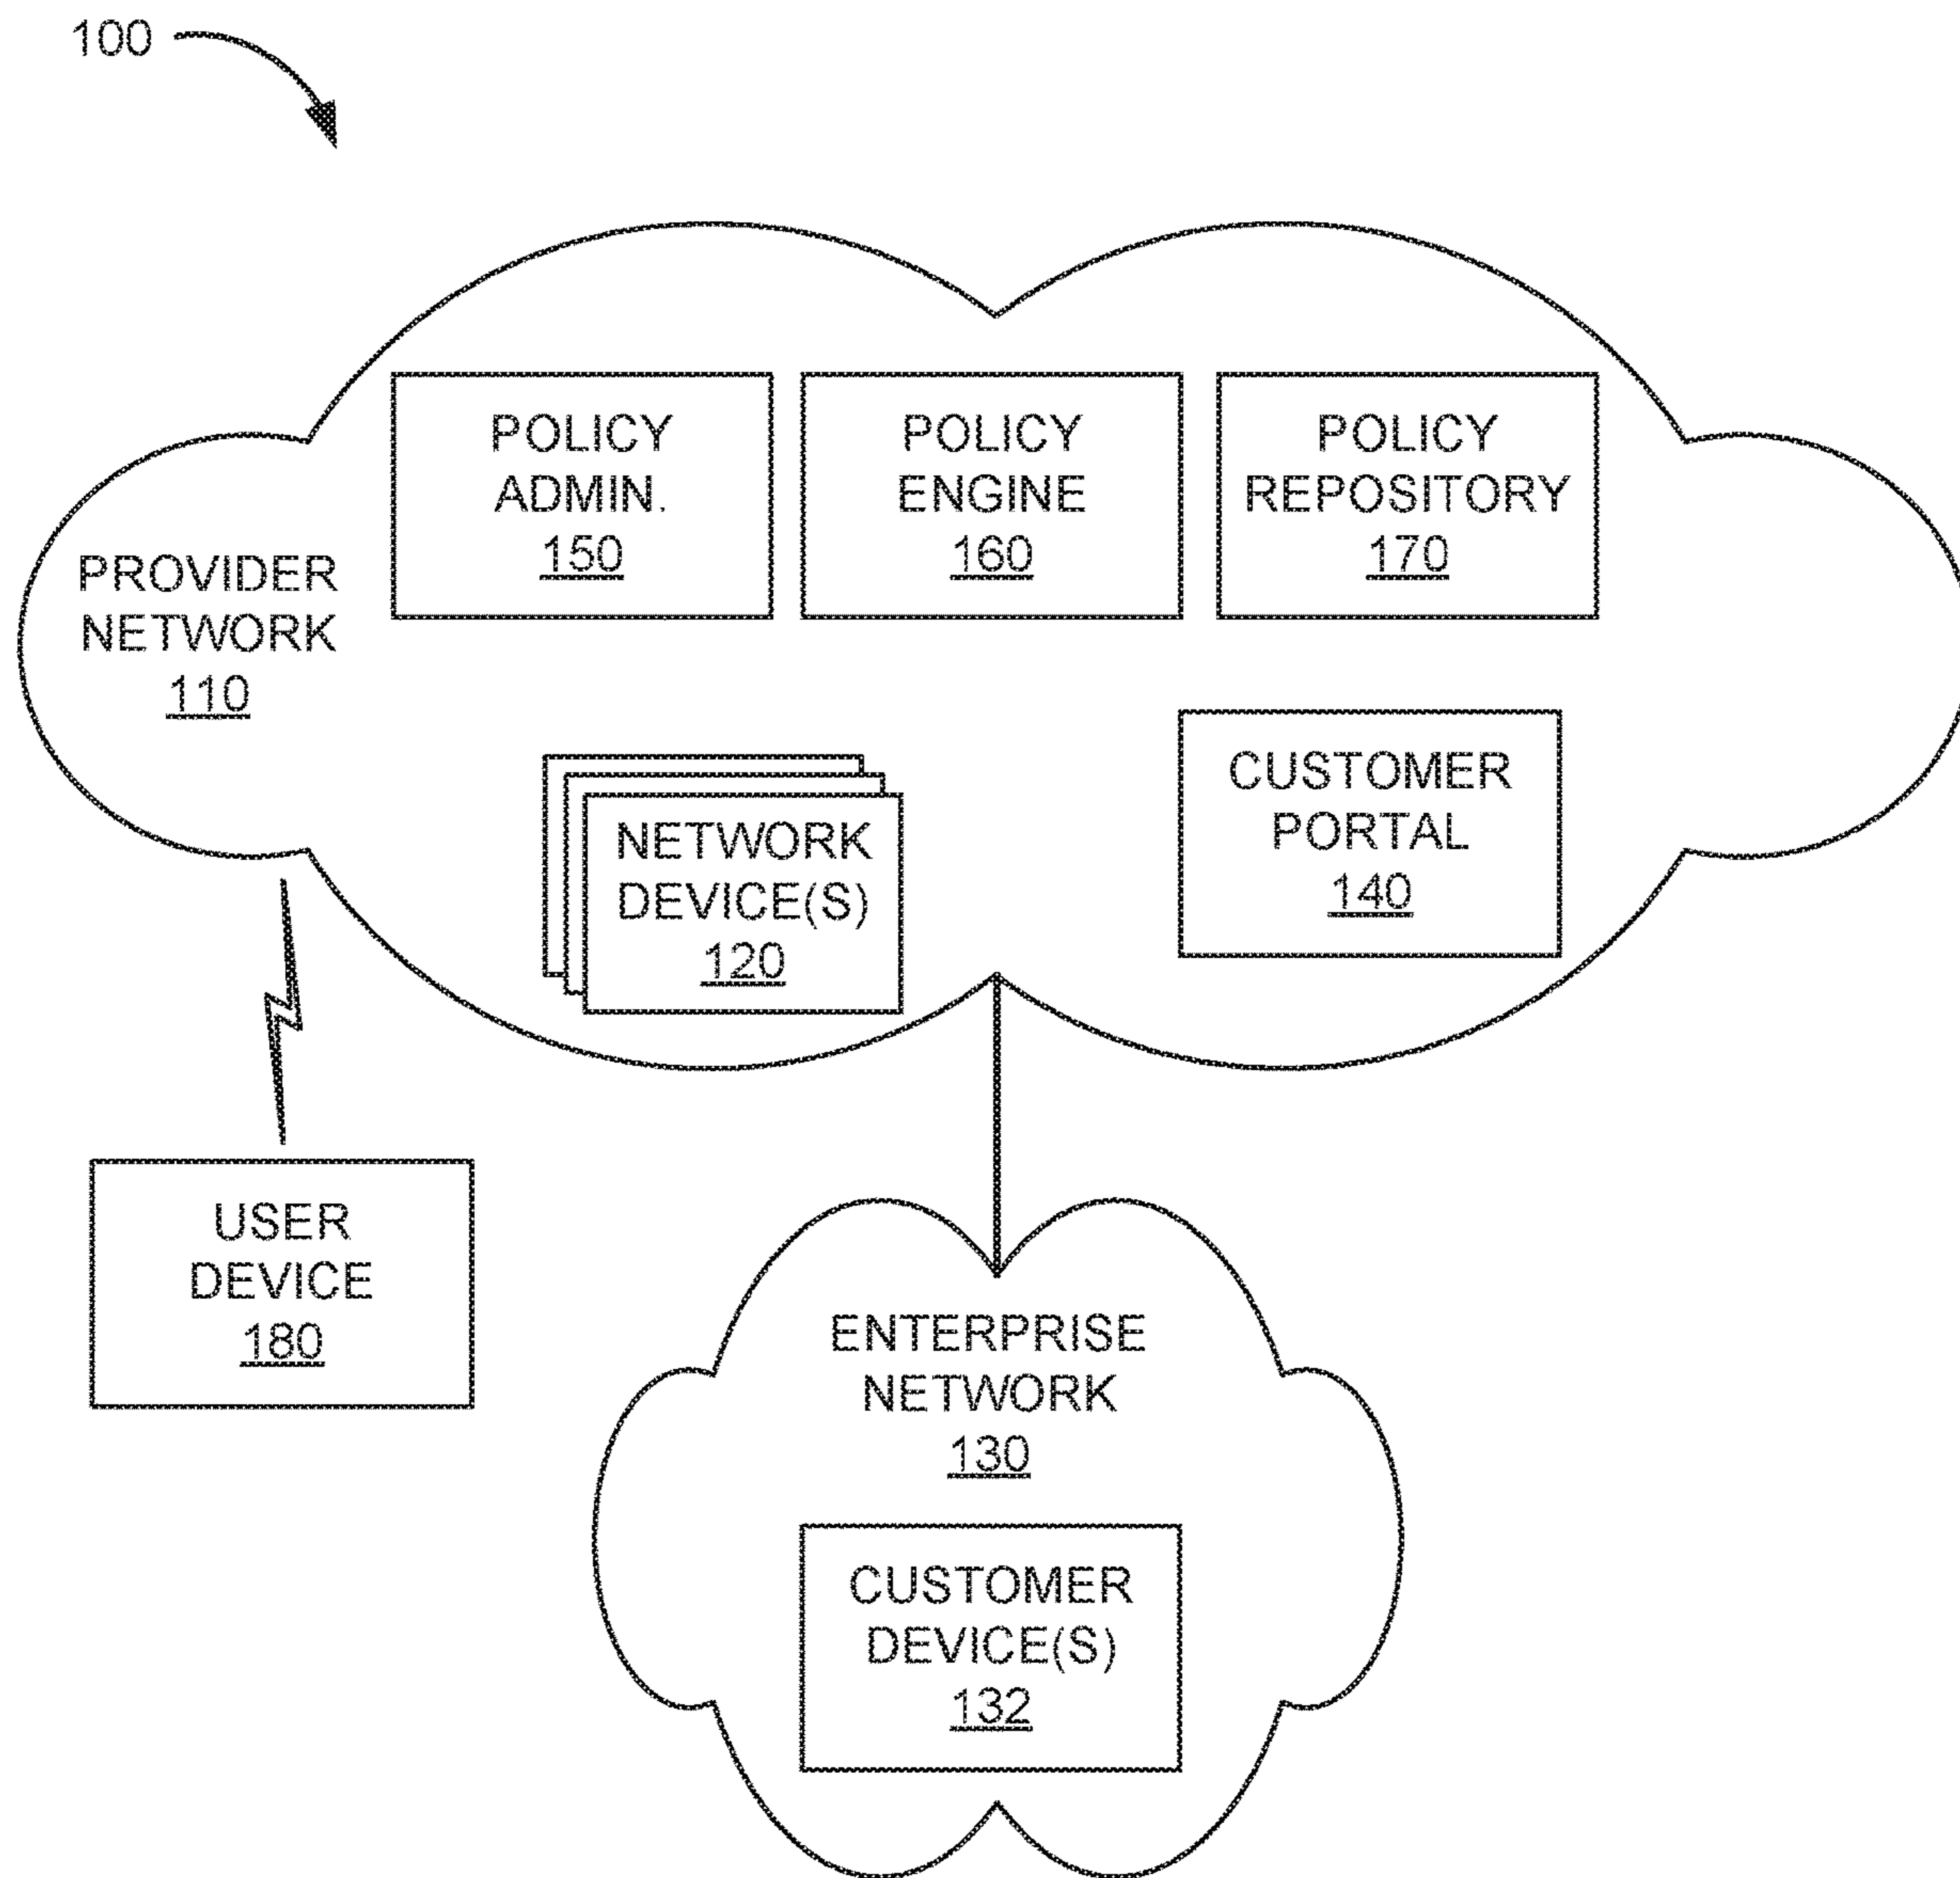 100
POLICY
ADMIN.
150
POLICY
ENGINE
160
POLICY
REPOSITORY
170
PROVIDER
NETWORK
110
NETWORK
DEVICE(S)
120
CUSTOMER
PORTAL
140
USER
DEVICE
180
ENTERPRISE
NETWORK
130
CUSTOMER
DEVICE(S)
132